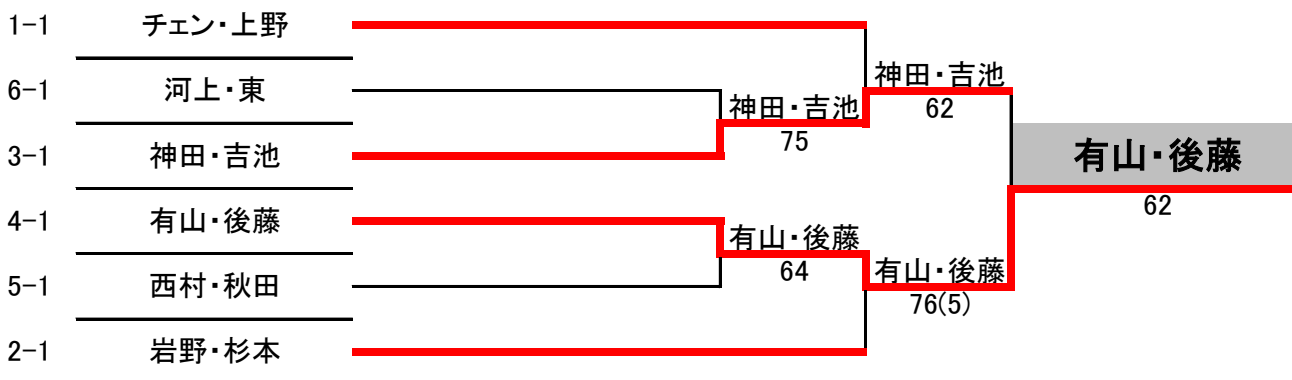 1-1 チェン・上野
6-1 河上・東
3-1 神田・吉池
4-1 有山・後藤
5-1 西村・秋田
2-1 岩野・杉本
神田・吉池
75
有山・後藤
64
神田・吉池
62
有山・後藤
76(5)
有山・後藤
62